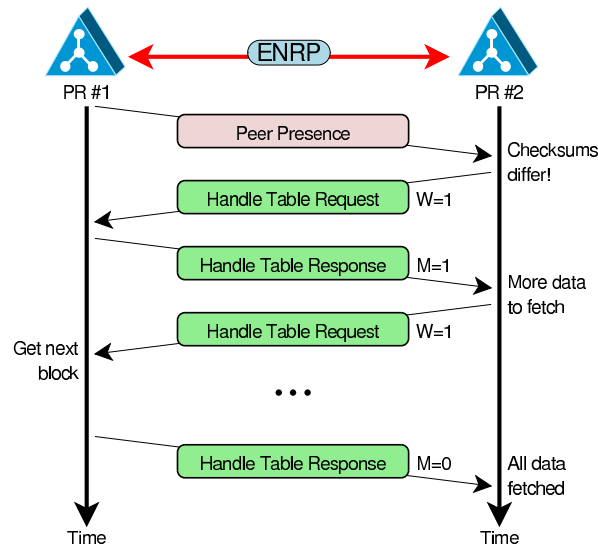 ENRP
PR #1
PR #2
Peer Presence
Checksums
differ!
Handle Table Request W=1
Handle Table Response M=1
More data
to fetch
Handle Table Request W=1
Get next
block
...
Handle Table Response M=0
All data
fetched
Time
Time